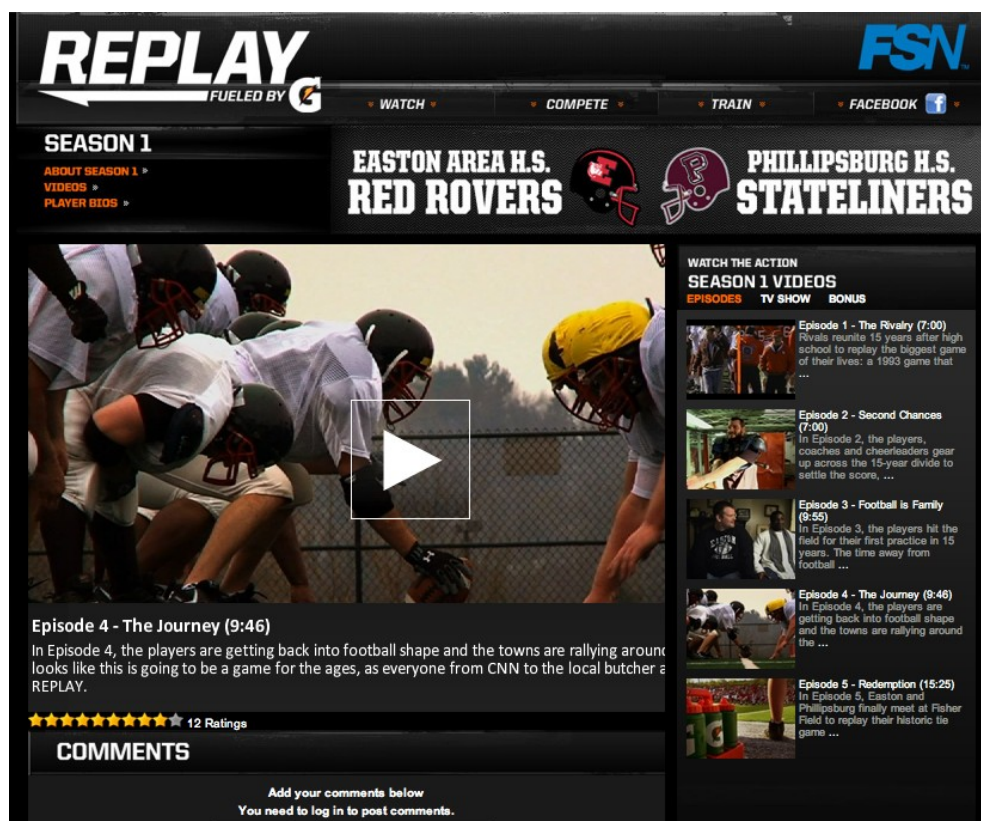 REPLAY
FUELED BY G
FSN
WATCH
COMPETE
TRAIN
FACEBOOK
SEASON 1
ABOUT SEASON 1 »
VIDEOS »
PLAYER BIOS »
EASTON AREA H.S.
RED ROVERS
PHILLIPSBURG H.S.
STATELINERS
Episode 4 - The Journey (9:46)
In Episode 4, the players are getting back into football shape and the towns are rallying around
looks like this is going to be a game for the ages, as everyone from CNN to the local butcher a
REPLAY.
12 Ratings
COMMENTS
Add your comments below
You need to log in to post comments.
WATCH THE ACTION
SEASON 1 VIDEOS
EPISODES TV SHOW BONUS
Episode 1 - The Rivalry (7:00)
Rivals reunite 15 years after high
school to replay the biggest game
of their lives: a 1993 game that
...
Episode 2 - Second Chances
(7:00)
In Episode 2, the players,
coaches and cheerleaders gear
up across the 15-year divide to
settle the score, ...
Episode 3 - Football is Family
(9:55)
In Episode 3, the players hit the
field for their first practice in 15
years. The time away from
football ...
Episode 4 - The Journey (9:46)
In Episode 4, the players are
getting back into football shape
and the towns are rallying around
the ...
Episode 5 - Redemption (15:25)
In Episode 5, Easton and
Phillipsburg finally meet at Fisher
Field to replay their historic tie
game ...